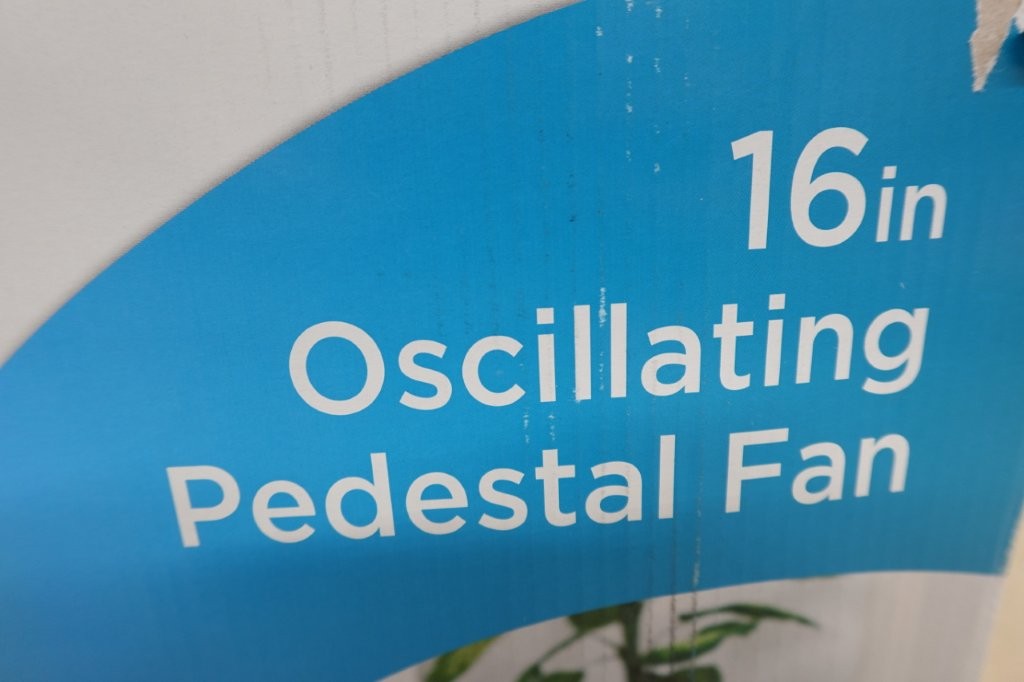 16in
Oscillating
Pedestal Fan